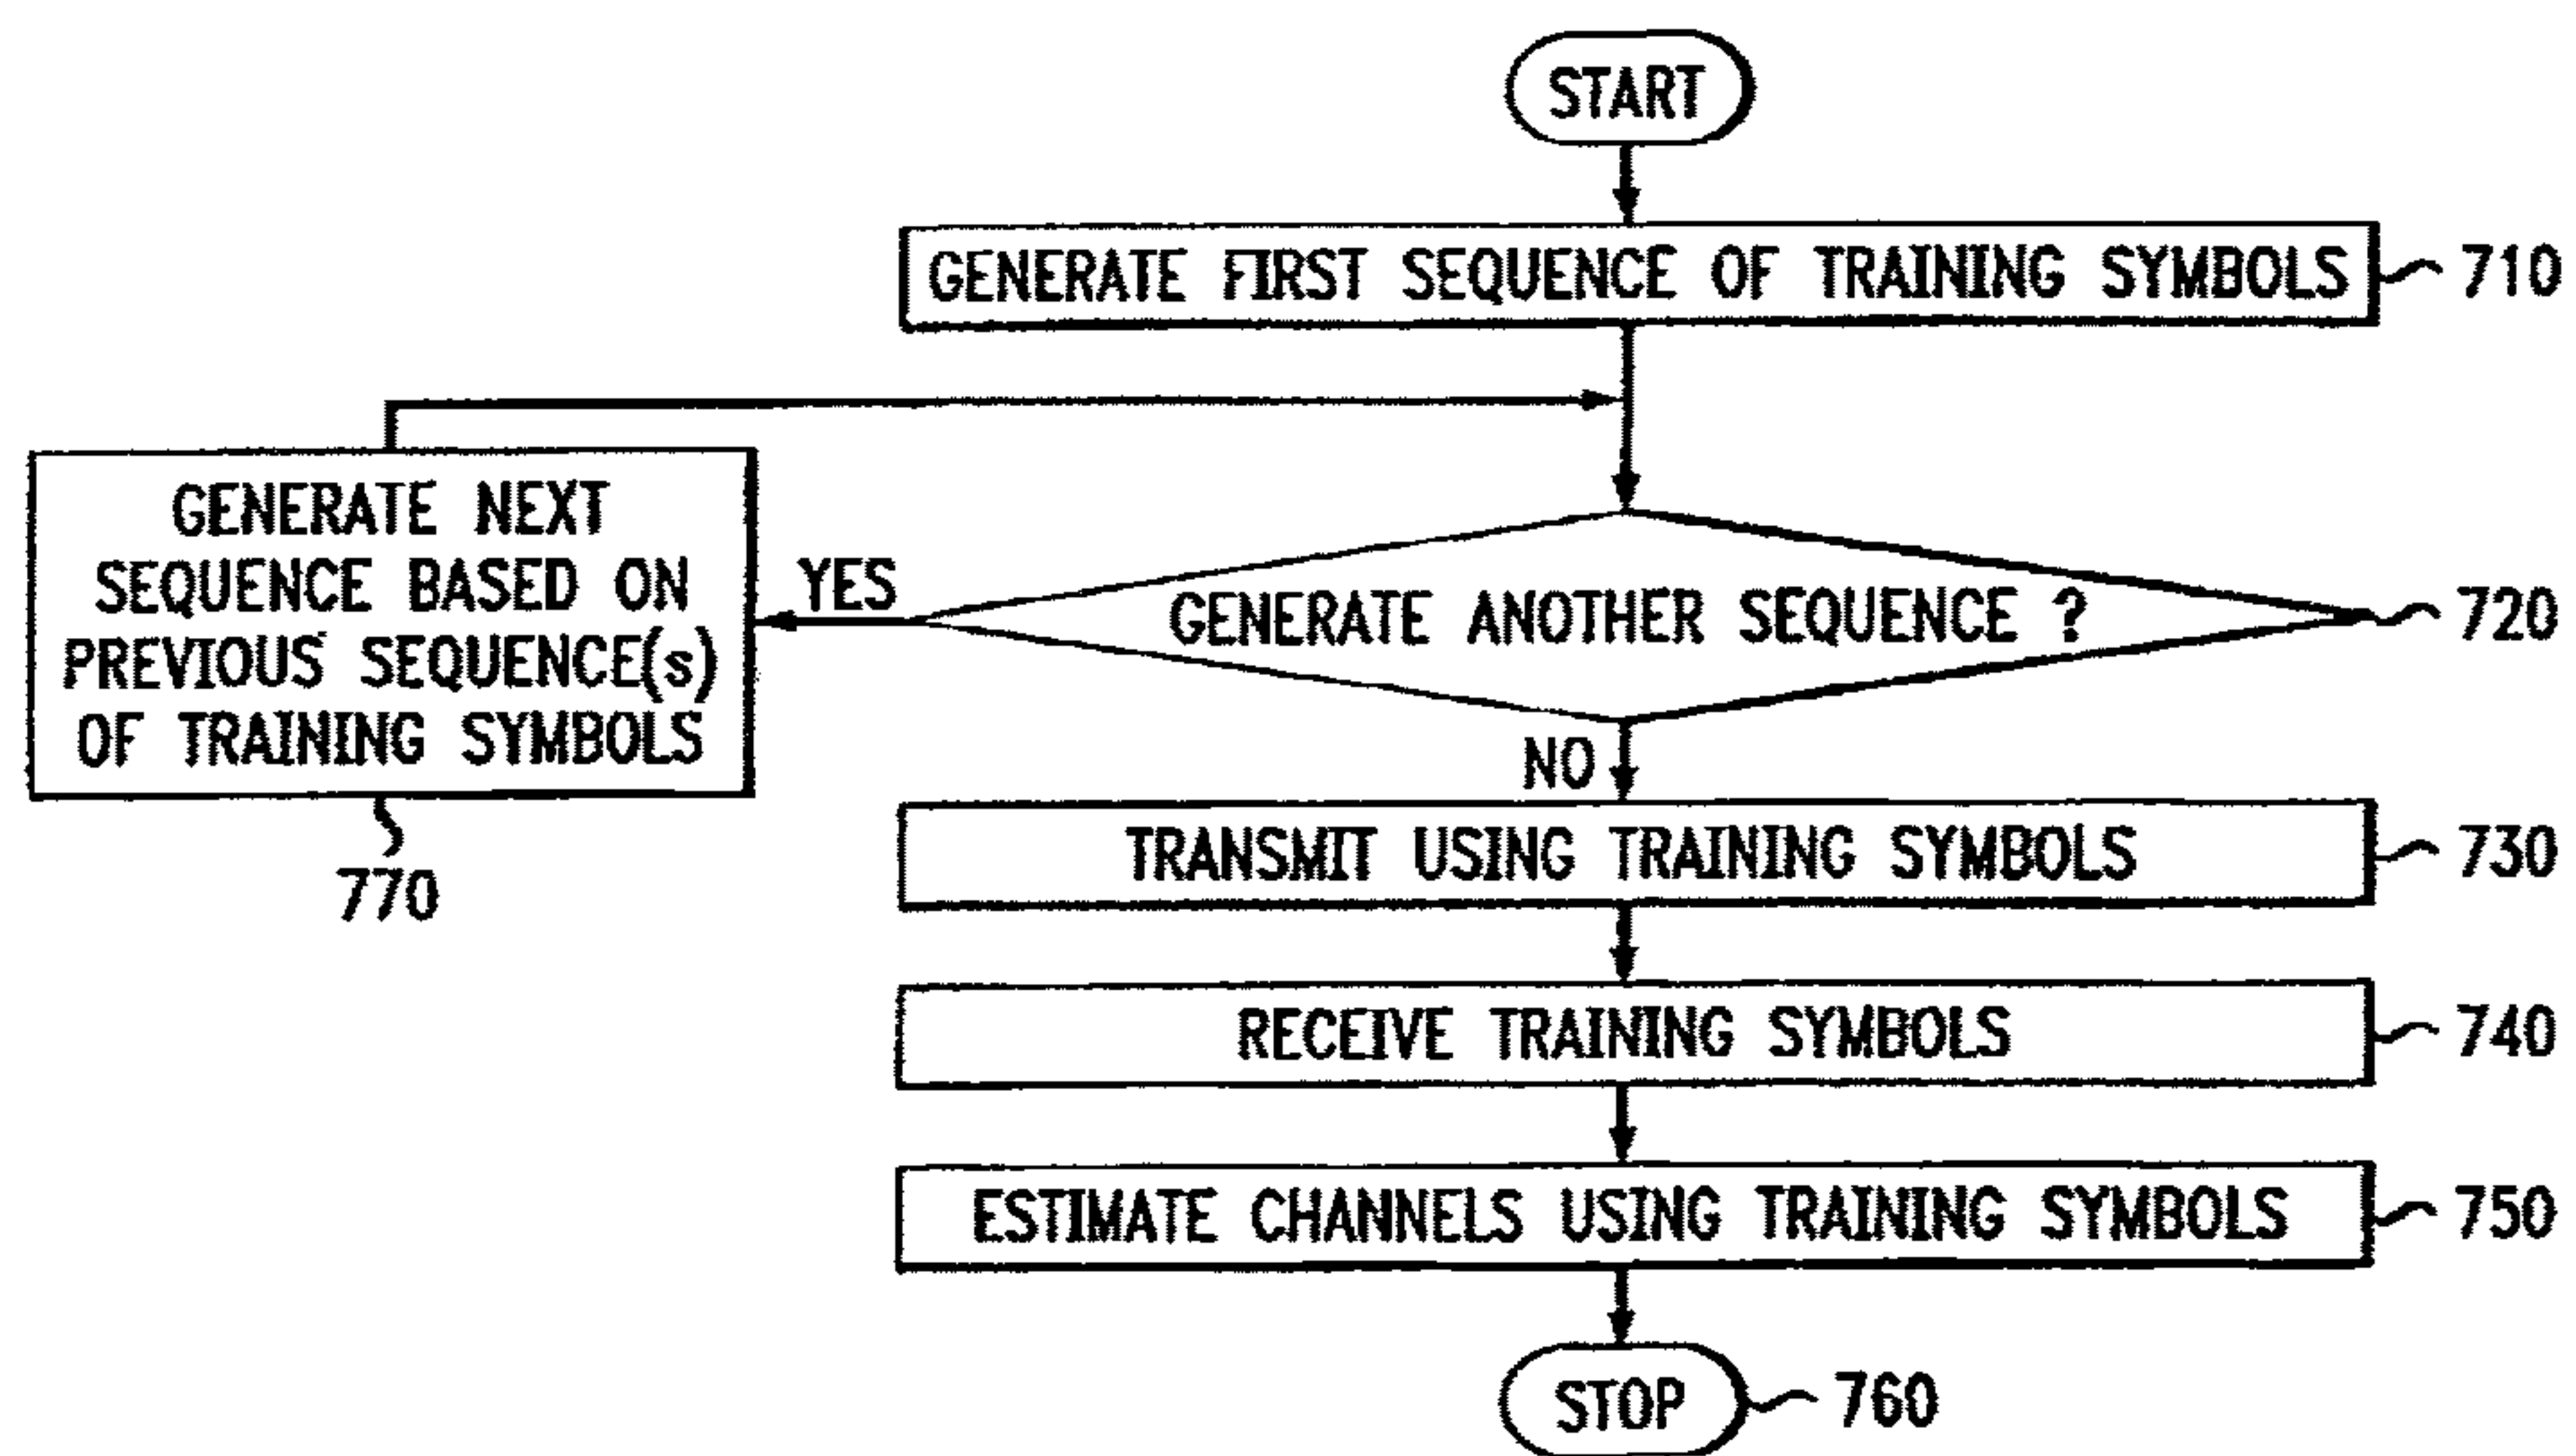 START
GENERATE FIRST SEQUENCE OF TRAINING SYMBOLS
710
GENERATE NEXT
SEQUENCE BASED ON
PREVIOUS SEQUENCE(s)
OF TRAINING SYMBOLS
770
YES
GENERATE ANOTHER SEQUENCE ?
720
NO
TRANSMIT USING TRAINING SYMBOLS
730
RECEIVE TRAINING SYMBOLS
740
ESTIMATE CHANNELS USING TRAINING SYMBOLS
750
STOP
760